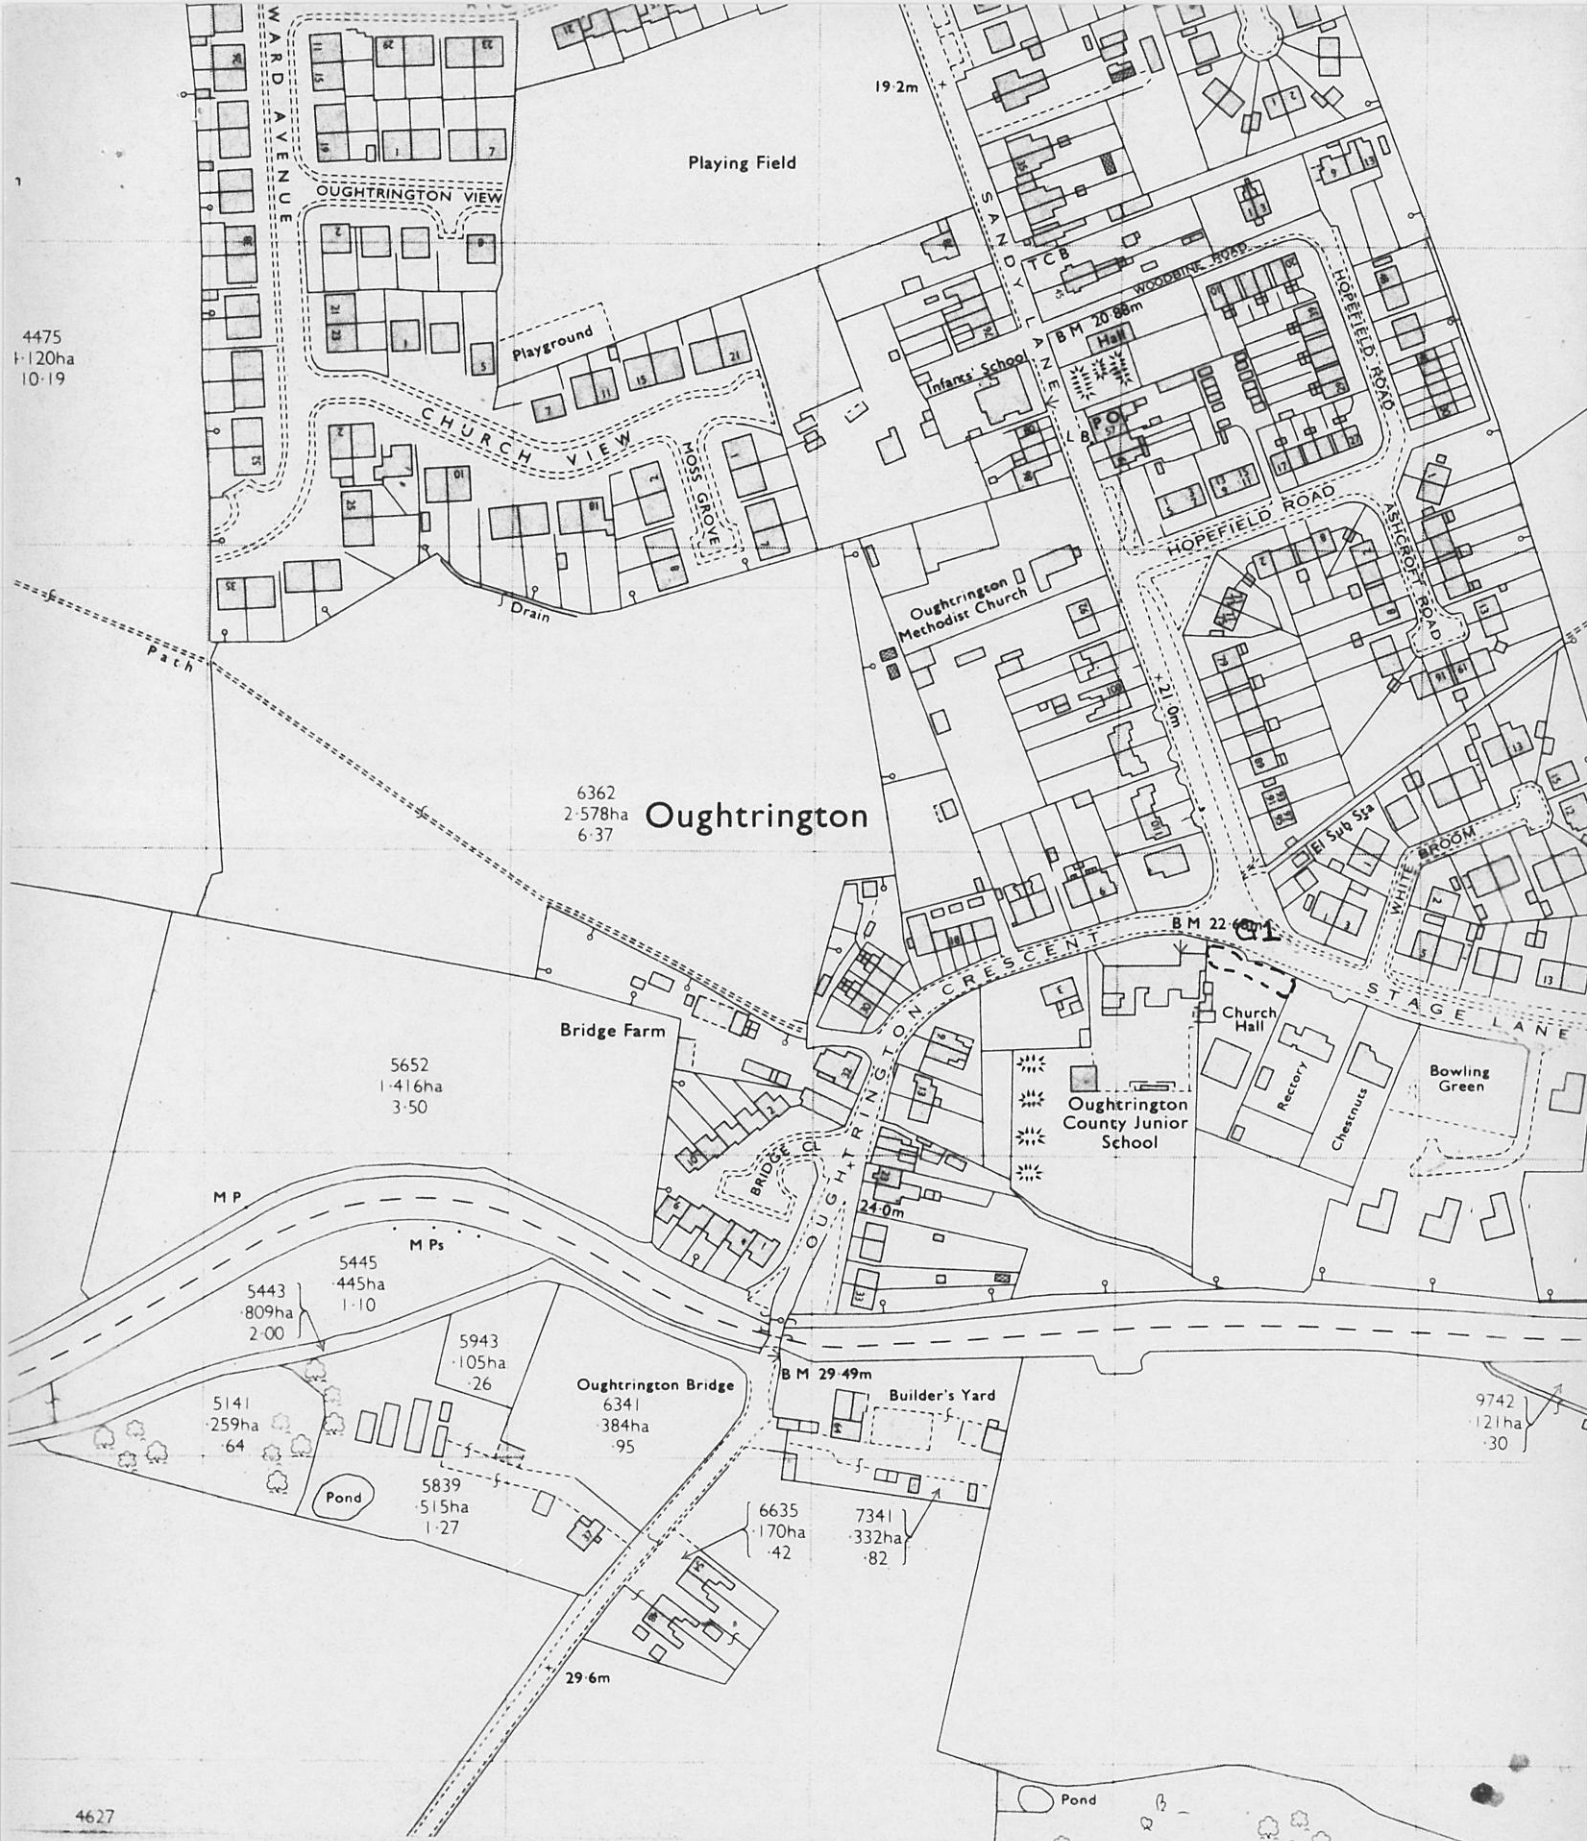 WARD AVENUE
19·2m
Playing Field
OUGHTRINGTON VIEW
SANDY LANE
TCB
WOODBINE ROAD
HOPEFIELD ROAD
BM 20·88m
Hall
4475
1·120ha
10·19
Playground
Infants' School
CHURCH VIEW
MOSS GROVE
PO
LB
HOPEFIELD ROAD
ASHCROFT ROAD
Drain
Oughtrington
Methodist Church
Path
+21·0m
6362
2·578ha
6·37
Oughtrington
El Sub Sta
WHITE BROOM
BM 22·68m
G1
OUGHTRINGTON CRESCENT
STAGE LANE
Church
Hall
Bridge Farm
Rectory
Chestnuts
Bowling
Green
5652
1·416ha
3·50
Oughtrington
County Junior
School
BRIDGE CL
MP
24·0m
MPs
5445
·445ha
1·10
5443
·809ha
2·00
5943
·105ha
·26
BM 29·49m
Oughtrington Bridge
6341
·384ha
·95
Builder's Yard
5141
·259ha
·64
9742
·121ha
·30
Pond
5839
·515ha
1·27
6635
·170ha
·42
7341
·332ha
·82
29·6m
Pond
4627